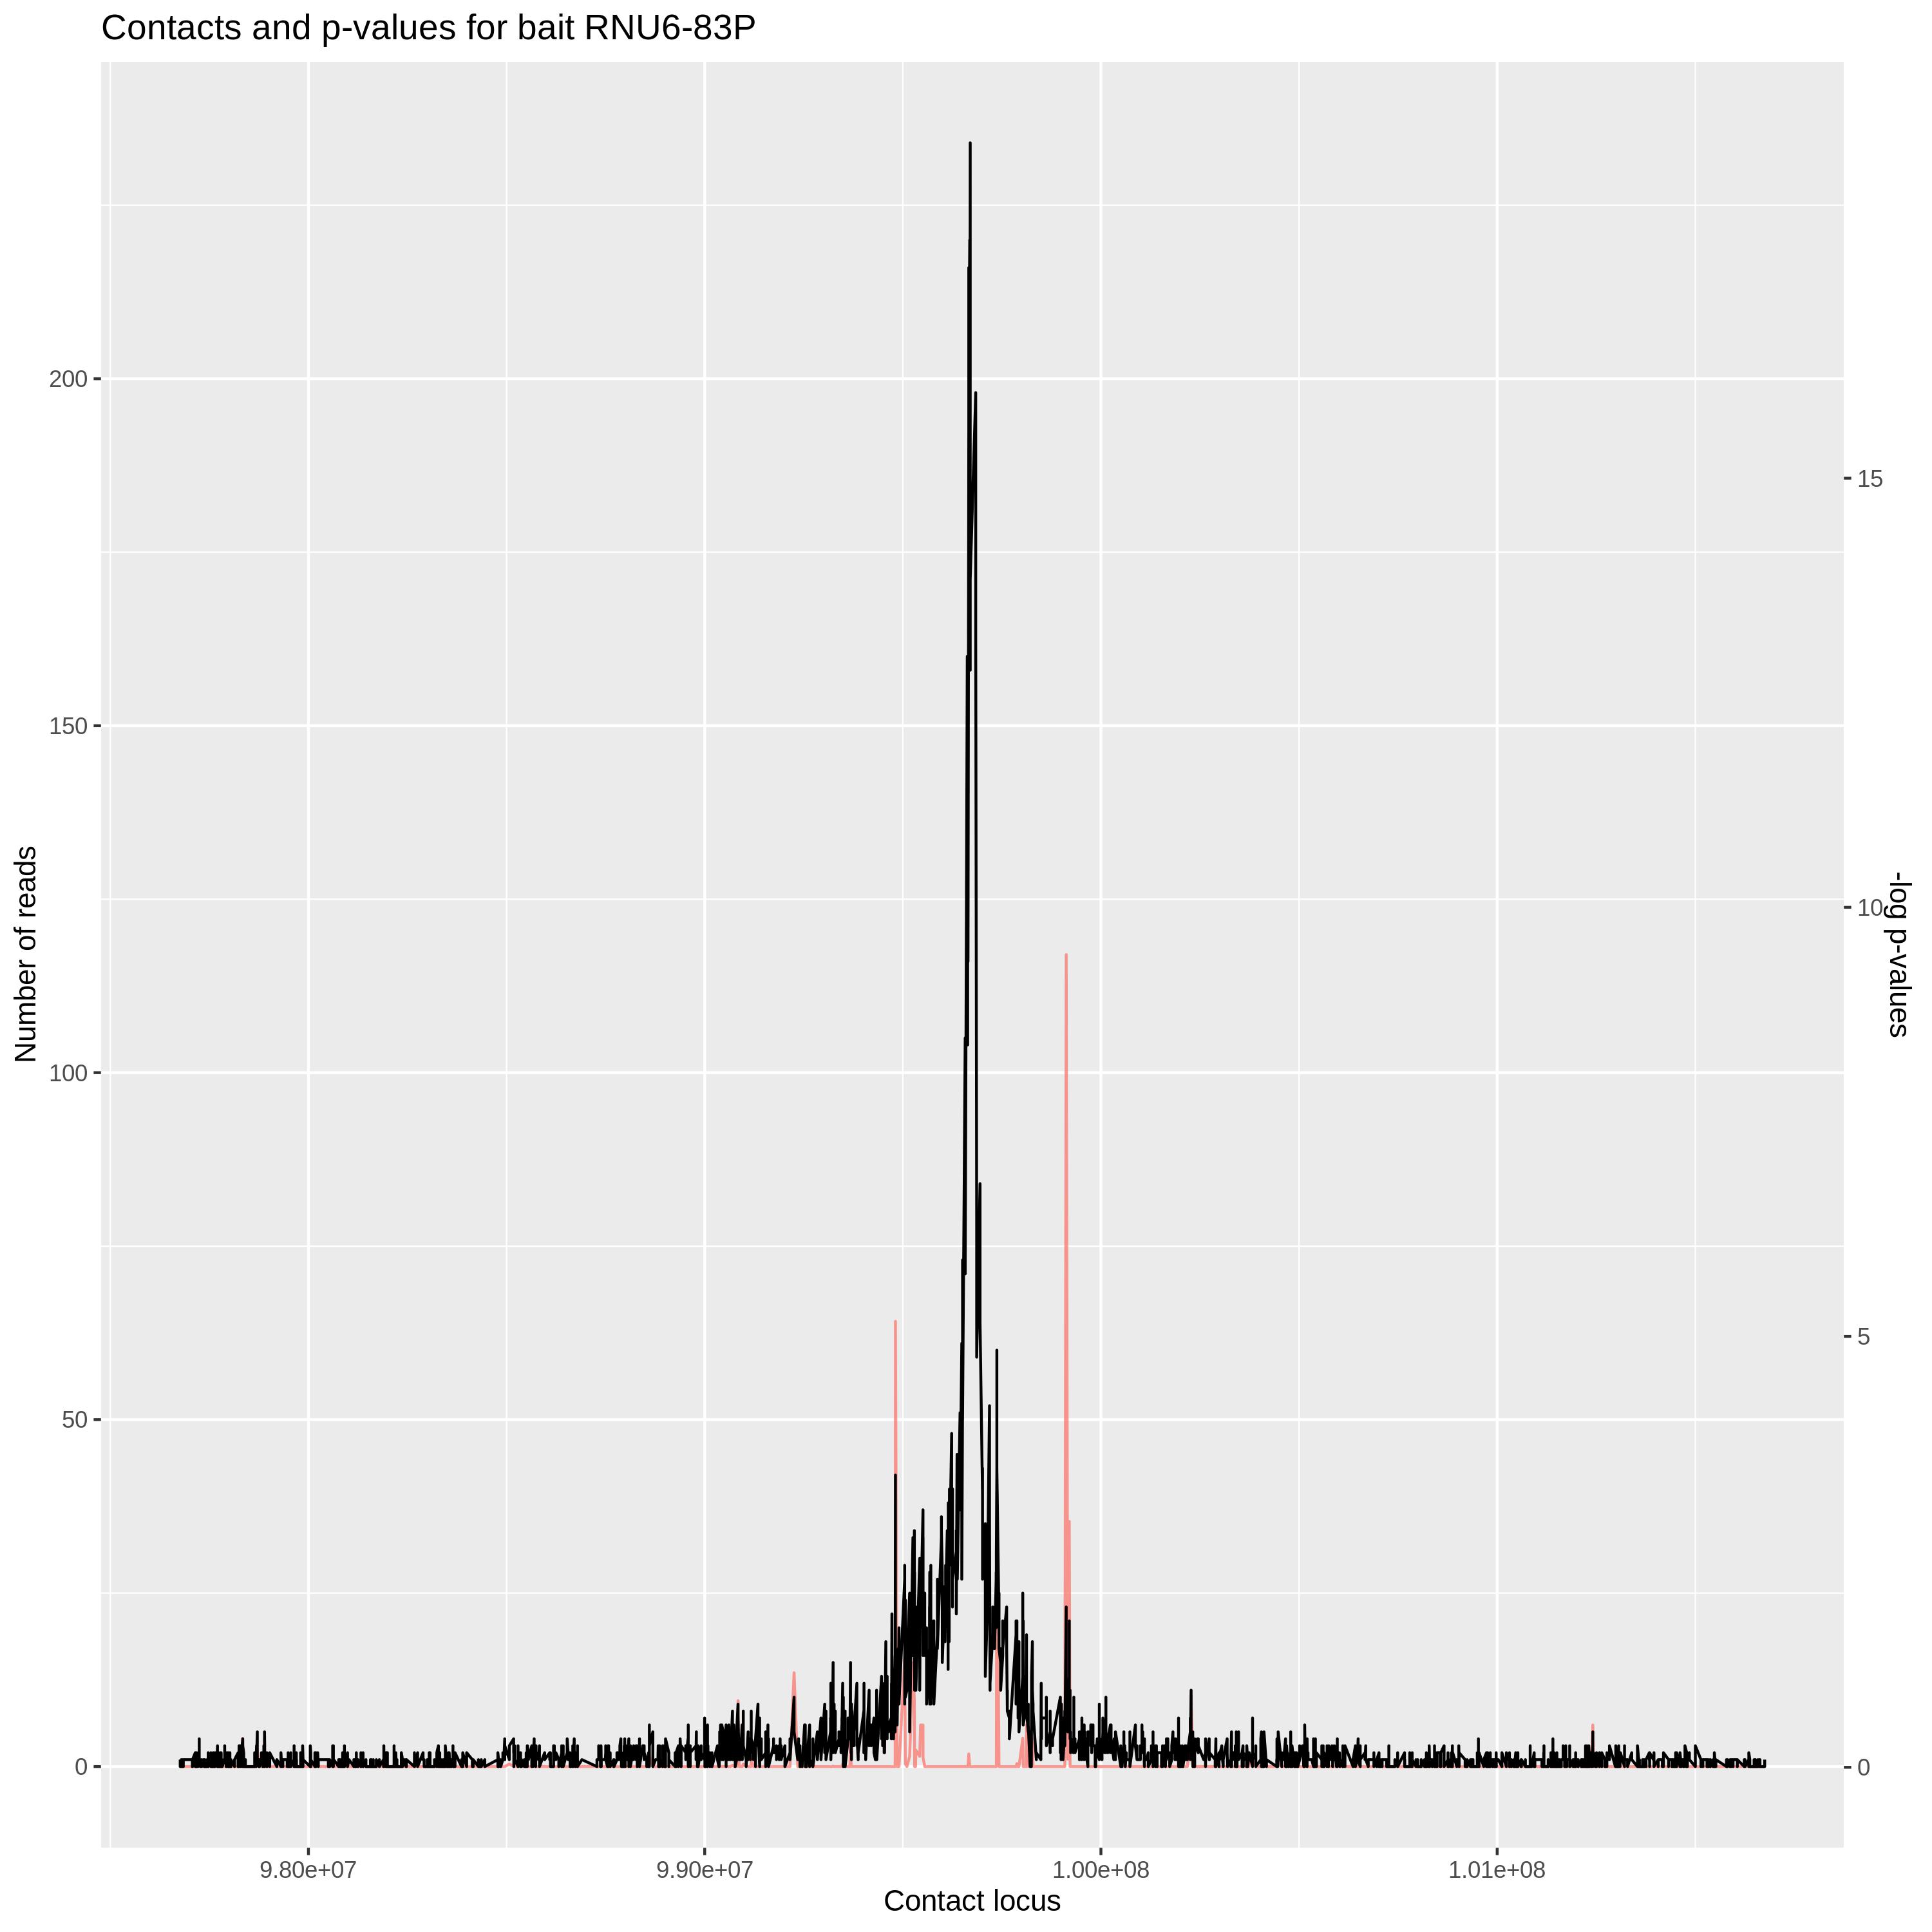 Contacts and p-values for bait RNU6-83P
Number of reads
200
150
100
50
0
15
10
5
0
-log p-values
9.80e+07 9.90e+07 1.00e+08 1.01e+08
Contact locus